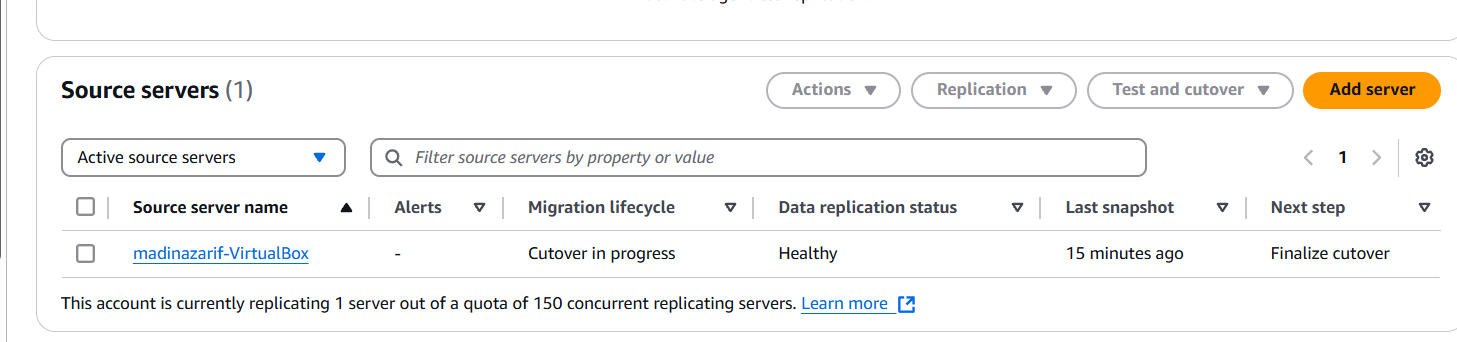 Source servers (1)
Actions Replication Test and cutover Add server
Active source servers Filter source servers by property or value 1
Source server name Alerts Migration lifecycle Data replication status Last snapshot Next step
madinazarif-VirtualBox - Cutover in progress Healthy 15 minutes ago Finalize cutover
This account is currently replicating 1 server out of a quota of 150 concurrent replicating servers. Learn more